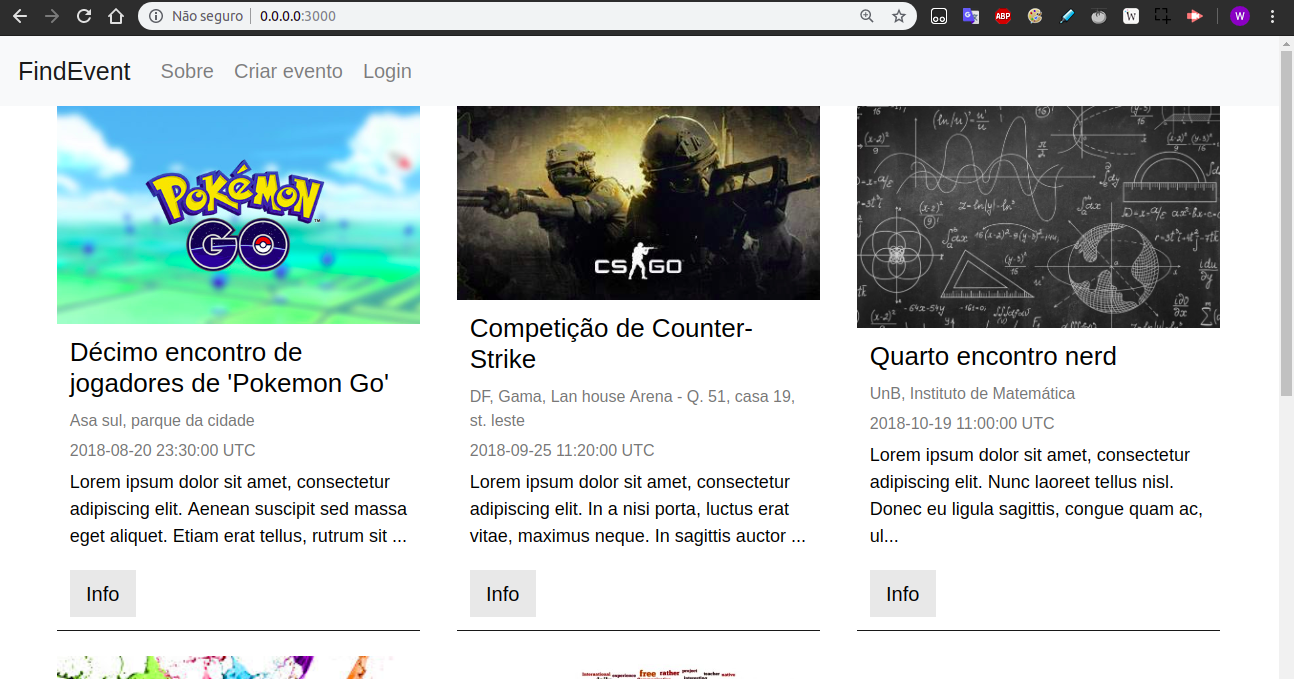 Não seguro
0.0.0.0:3000
FindEvent
Sobre
Criar evento
Login
POKÉMON
GO
Décimo encontro de
jogadores de 'Pokemon Go'
Asa sul, parque da cidade
2018-08-20 23:30:00 UTC
Lorem ipsum dolor sit amet, consectetur
adipiscing elit. Aenean suscipit sed massa
eget aliquet. Etiam erat tellus, rutrum sit ...
Info
CS GO
Competição de Counter-
Strike
DF, Gama, Lan house Arena - Q. 51, casa 19,
st. leste
2018-09-25 11:20:00 UTC
Lorem ipsum dolor sit amet, consectetur
adipiscing elit. In a nisi porta, luctus erat
vitae, maximus neque. In sagittis auctor ...
Info
Quarto encontro nerd
UnB, Instituto de Matemática
2018-10-19 11:00:00 UTC
Lorem ipsum dolor sit amet, consectetur
adipiscing elit. Nunc laoreet tellus nisl.
Donec eu ligula sagittis, congue quam ac,
ul...
Info
international experience free rather project teacher native